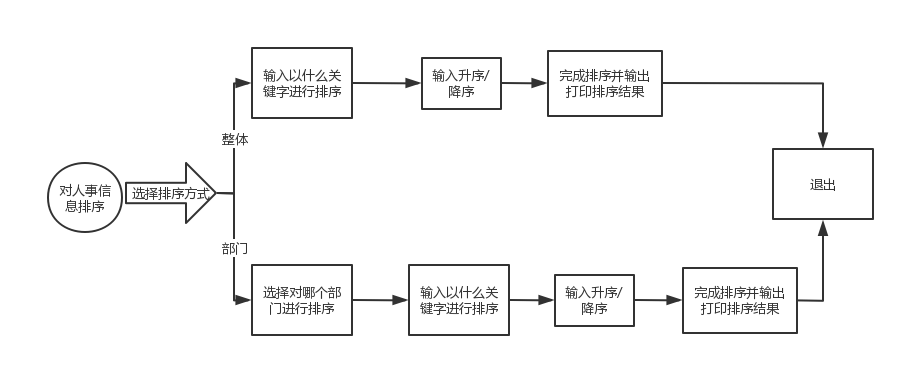 对人事信
息排序
选择排序方式
整体
输入以什么关
键字进行排序
输入升序/
降序
完成排序并输出
打印排序结果
部门
选择对哪个部
门进行排序
输入以什么关
键字进行排序
输入升序/
降序
完成排序并输出
打印排序结果
退出